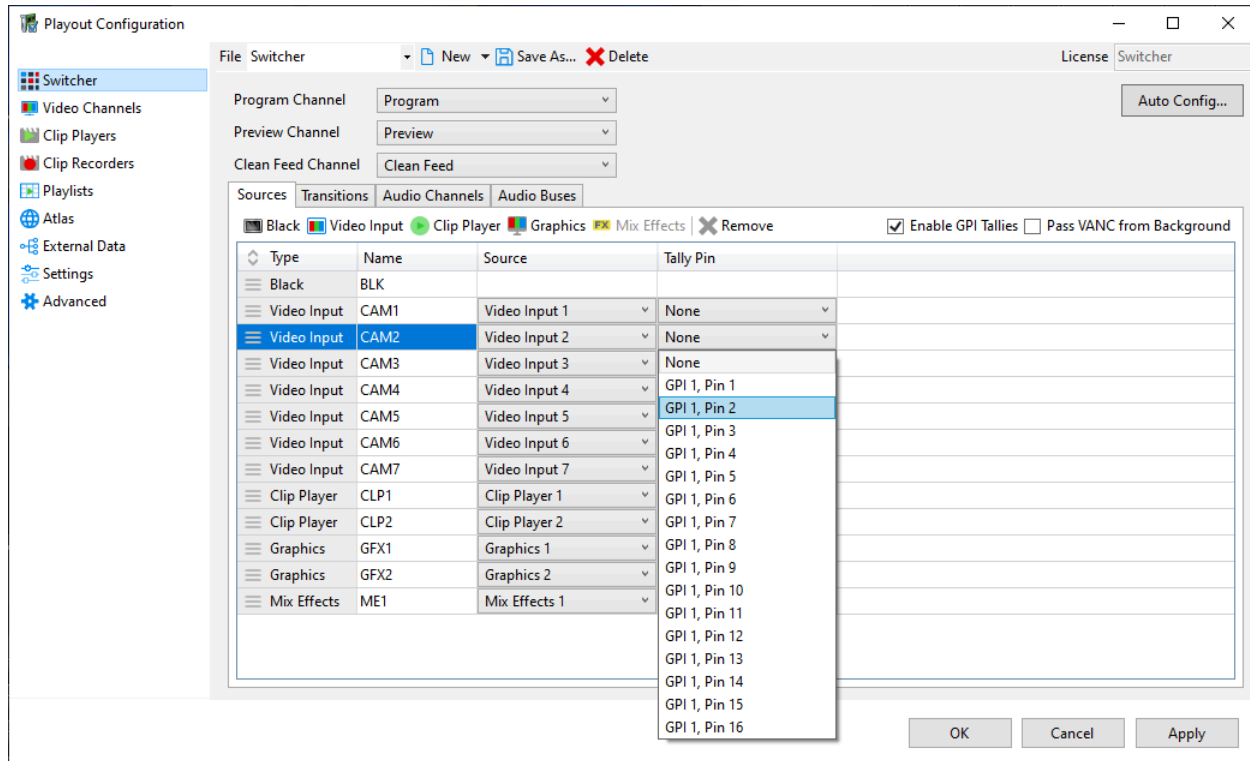 Playout Configuration
File Switcher New Save As... Delete License Switcher
Switcher
Video Channels
Clip Players
Clip Recorders
Playlists
Atlas
External Data
Settings
Advanced
Program Channel Program Auto Config...
Preview Channel Preview
Clean Feed Channel Clean Feed
Sources Transitions Audio Channels Audio Buses
Black Video Input Clip Player Graphics FX Mix Effects Remove Enable GPI Tallies Pass VANC from Background
Type Name Source Tally Pin
Black BLK
Video Input CAM1 Video Input 1 None
Video Input CAM2 Video Input 2 None
Video Input CAM3 Video Input 3
Video Input CAM4 Video Input 4
Video Input CAM5 Video Input 5
Video Input CAM6 Video Input 6
Video Input CAM7 Video Input 7
Clip Player CLP1 Clip Player 1
Clip Player CLP2 Clip Player 2
Graphics GFX1 Graphics 1
Graphics GFX2 Graphics 2
Mix Effects ME1 Mix Effects 1
None
GPI 1, Pin 1
GPI 1, Pin 2
GPI 1, Pin 3
GPI 1, Pin 4
GPI 1, Pin 5
GPI 1, Pin 6
GPI 1, Pin 7
GPI 1, Pin 8
GPI 1, Pin 9
GPI 1, Pin 10
GPI 1, Pin 11
GPI 1, Pin 12
GPI 1, Pin 13
GPI 1, Pin 14
GPI 1, Pin 15
GPI 1, Pin 16
OK Cancel Apply